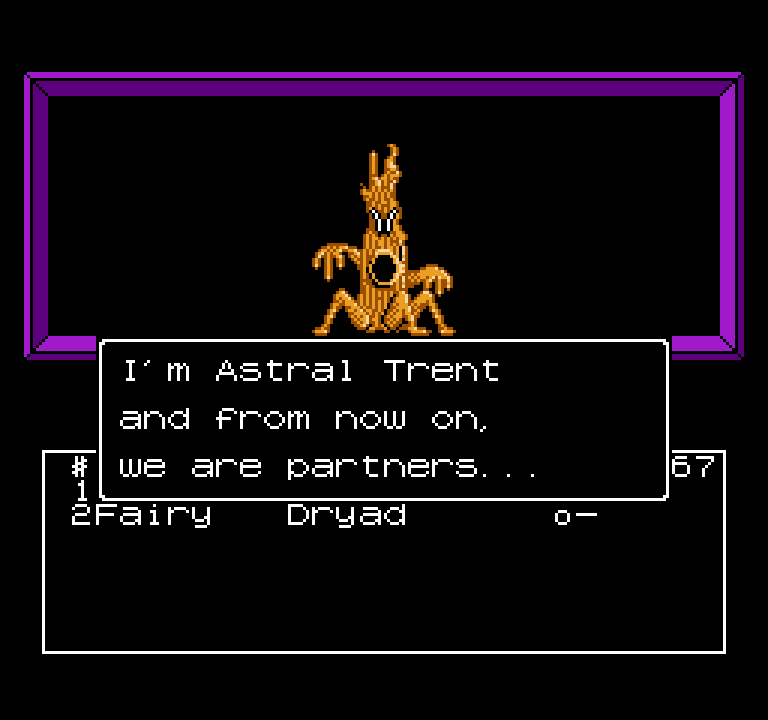 I'm Astral Trent
and from now on,
we are partners...
# 67
1
2Fairy Dryad o—